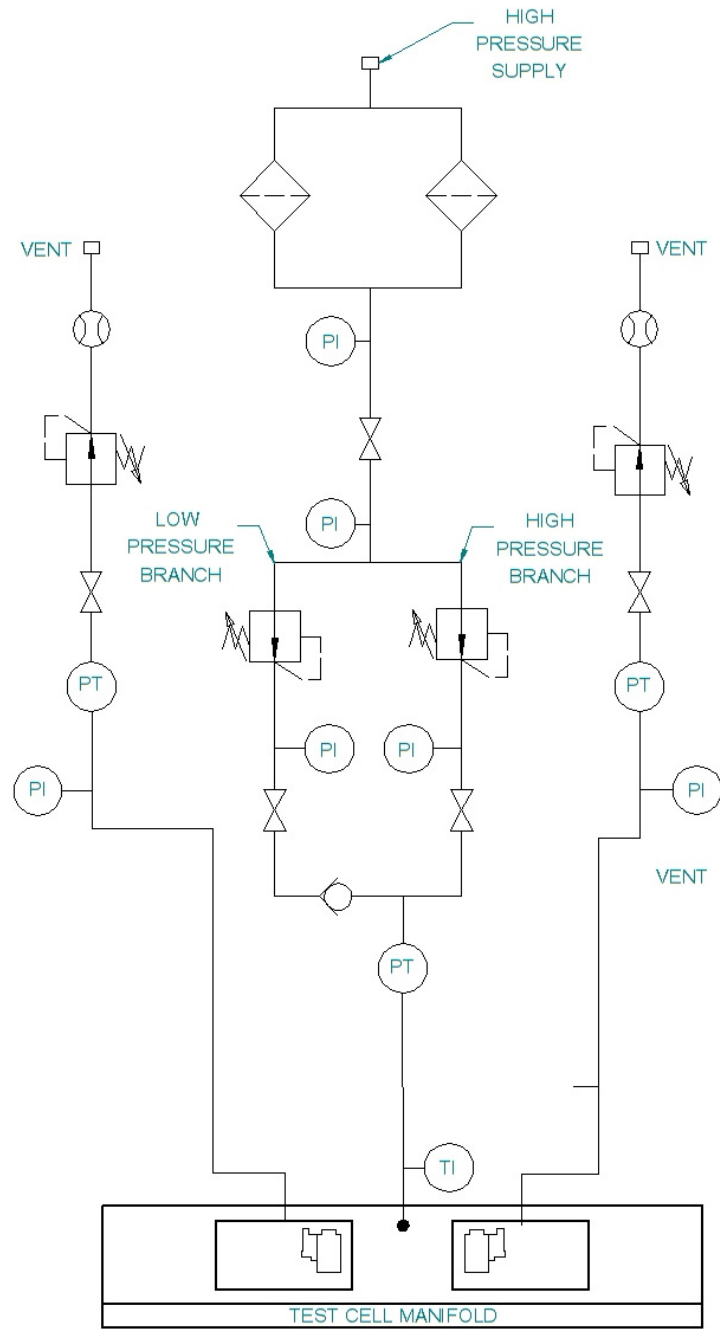 HIGH
PRESSURE
SUPPLY
VENT
VENT
PI
PI
LOW
PRESSURE
BRANCH
HIGH
PRESSURE
BRANCH
PT
PT
PI
PI
PI
PI
VENT
PT
TI
TEST CELL MANIFOLD